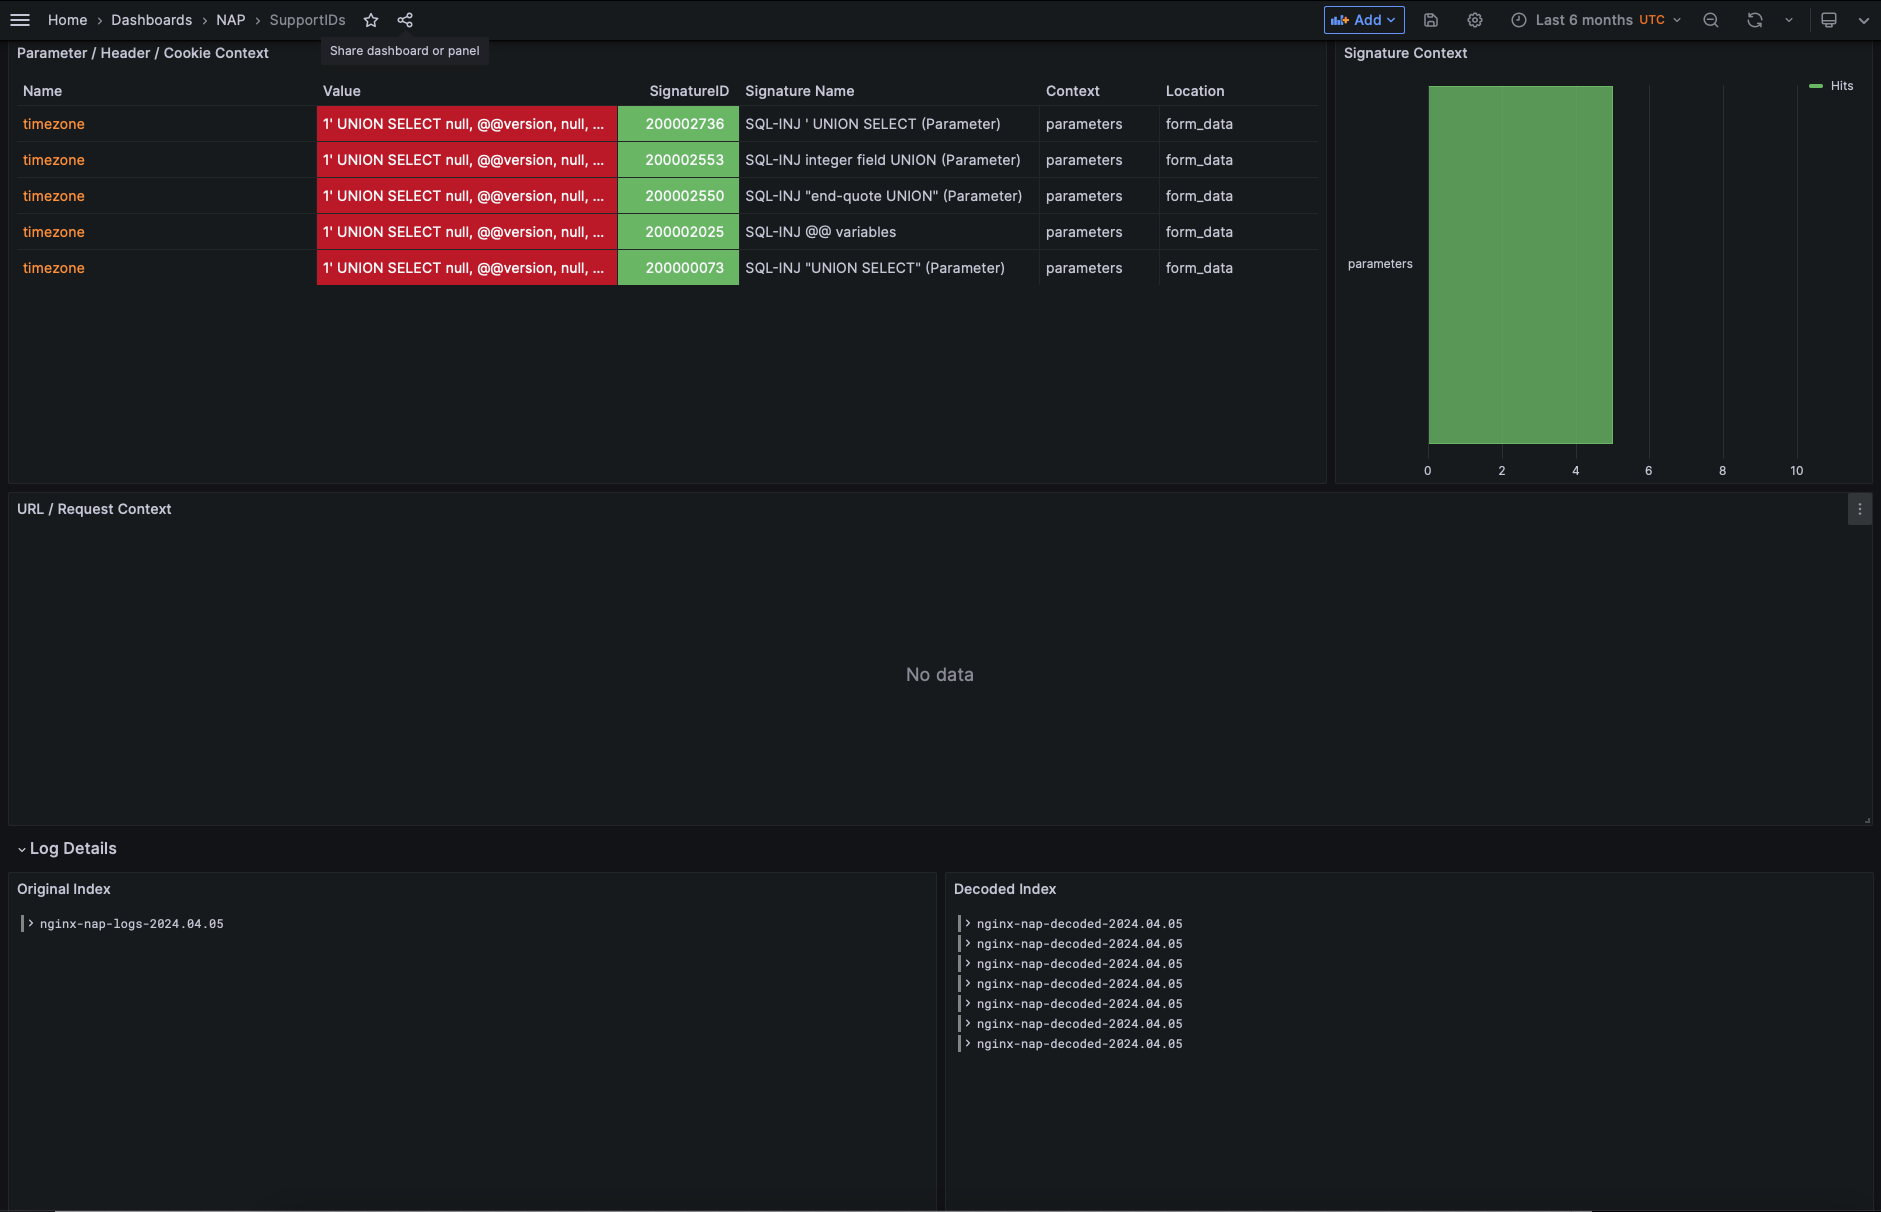 Home › Dashboards › NAP › SupportIDs
Add
Last 6 months UTC
Share dashboard or panel
Parameter / Header / Cookie Context
Name Value SignatureID Signature Name Context Location
timezone 1' UNION SELECT null, @@version, null, ... 200002736 SQL-INJ ' UNION SELECT (Parameter) parameters form_data
timezone 1' UNION SELECT null, @@version, null, ... 200002553 SQL-INJ integer field UNION (Parameter) parameters form_data
timezone 1' UNION SELECT null, @@version, null, ... 200002550 SQL-INJ "end-quote UNION" (Parameter) parameters form_data
timezone 1' UNION SELECT null, @@version, null, ... 200002025 SQL-INJ @@ variables parameters form_data
timezone 1' UNION SELECT null, @@version, null, ... 200000073 SQL-INJ "UNION SELECT" (Parameter) parameters form_data
Signature Context
Hits
parameters
0 2 4 6 8 10
URL / Request Context
No data
Log Details
Original Index
nginx-nap-logs-2024.04.05
Decoded Index
nginx-nap-decoded-2024.04.05
nginx-nap-decoded-2024.04.05
nginx-nap-decoded-2024.04.05
nginx-nap-decoded-2024.04.05
nginx-nap-decoded-2024.04.05
nginx-nap-decoded-2024.04.05
nginx-nap-decoded-2024.04.05